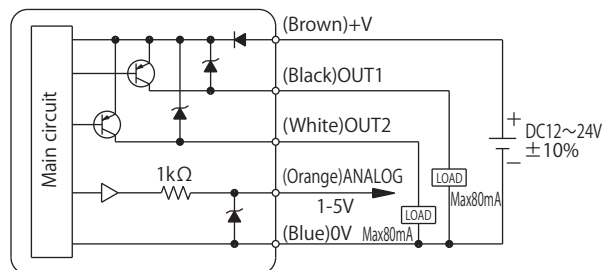 (Brown)+V
(Black)OUT1
(White)OUT2
Main circuit
1kΩ
(Orange)ANALOG
1-5V
(Blue)0V
LOAD
Max80mA
LOAD
Max80mA
+
DC12～24V
±10%
−